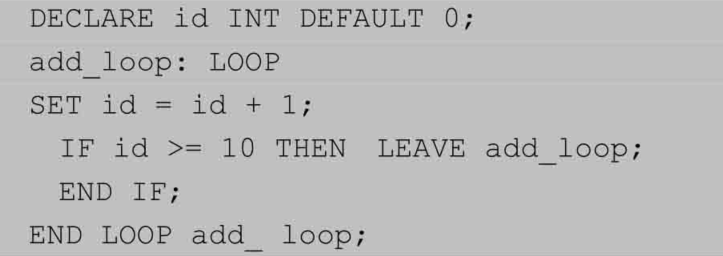 DECLARE id INT DEFAULT 0;
add_loop: LOOP
SET id = id + 1;
IF id >= 10 THEN LEAVE add_loop;
END IF;
END LOOP add_ loop;